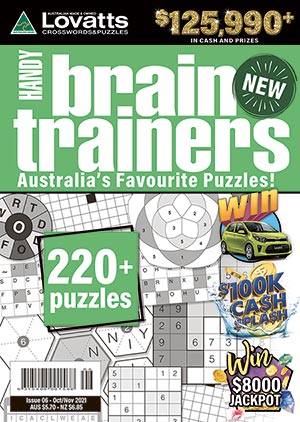 AUSTRALIAN MADE & OWNED
Lovatts
CROSSWORDS&PUZZLES
$125,990+
IN CASH AND PRIZES
HANDY
brain
trainers
NEW
Australia's Favourite Puzzles!
Win
220+
puzzles
$100K
CASH
SPLASH
Win
$8000
JACKPOT
Issue 06 - Oct/Nov 2021
AU $5.70 - NZ $6.85